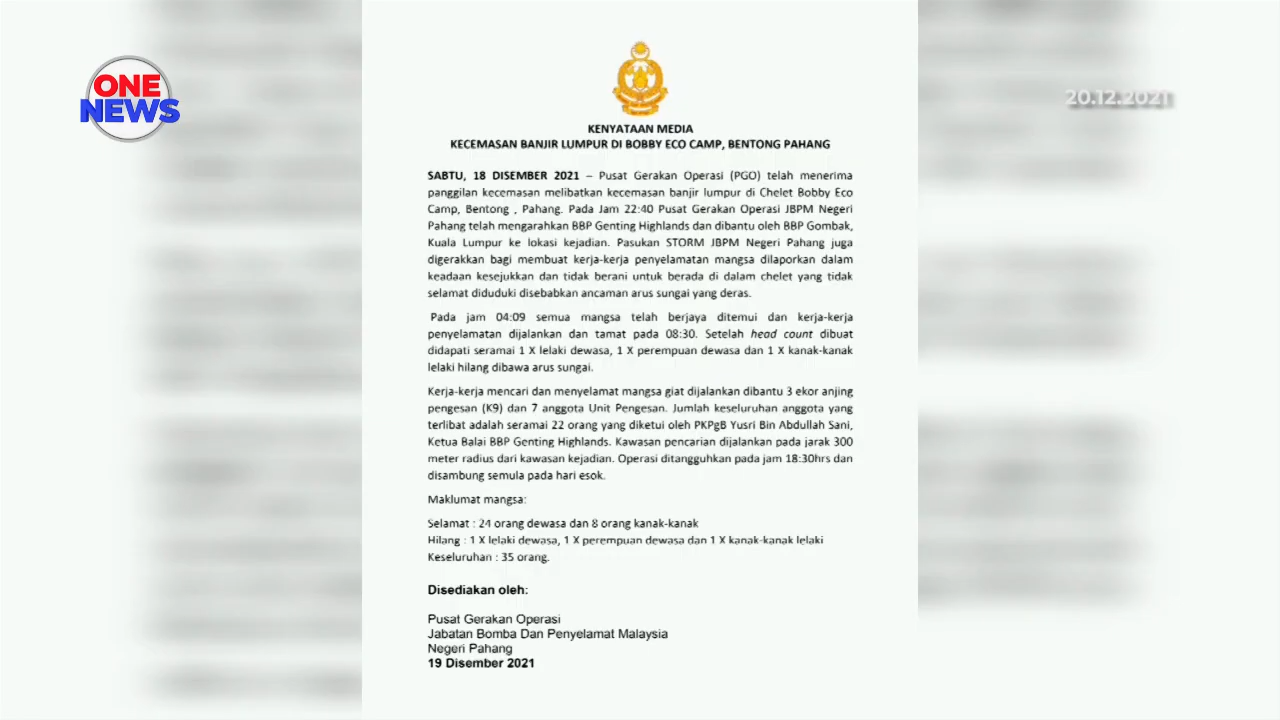 ONE
NEWS
20.12.2021
KENYATAAN MEDIA
KECEMASAN BANJIR LUMPUR DI BOBBY ECO CAMP, BENTONG PAHANG
SABTU, 18 DISEMBER 2021 – Pusat Gerakan Operasi (PGO) telah menerima
panggilan kecemasan melibatkan kecemasan banjir lumpur di Chelet Bobby Eco
Camp, Bentong , Pahang. Pada Jam 22:40 Pusat Gerakan Operasi JBPM Negeri
Pahang telah mengarahkan BBP Genting Highlands dan dibantu oleh BBP Gombak,
Kuala Lumpur ke lokasi kejadian. Pasukan STORM JBPM Negeri Pahang juga
digerakkan bagi membuat kerja-kerja penyelamatan mangsa dilaporkan dalam
keadaan kesejukkan dan tidak berani untuk berada di dalam chelet yang tidak
selamat diduduki disebabkan ancaman arus sungai yang deras.
Pada jam 04:09 semua mangsa telah berjaya ditemui dan kerja-kerja
penyelamatan dijalankan dan tamat pada 08:30. Setelah head count dibuat
didapati seramai 1 X lelaki dewasa, 1 X perempuan dewasa dan 1 X kanak-kanak
lelaki hilang dibawa arus sungai.
Kerja-kerja mencari dan menyelamat mangsa giat dijalankan dibantu 3 ekor anjing
pengesan (K9) dan 7 anggota Unit Pengesan. Jumlah keseluruhan anggota yang
terlibat adalah seramai 22 orang yang diketui oleh PKPgB Yusri Bin Abdullah Sani,
Ketua Balai BBP Genting Highlands. Kawasan pencarian dijalankan pada jarak 300
meter radius dari kawasan kejadian. Operasi ditangguhkan pada jam 18:30hrs dan
disambung semula pada hari esok.
Maklumat mangsa:
Selamat : 24 orang dewasa dan 8 orang kanak-kanak
Hilang : 1 X lelaki dewasa, 1 X perempuan dewasa dan 1 X kanak-kanak lelaki
Keseluruhan : 35 orang.
Disediakan oleh:
Pusat Gerakan Operasi
Jabatan Bomba Dan Penyelamat Malaysia
Negeri Pahang
19 Disember 2021